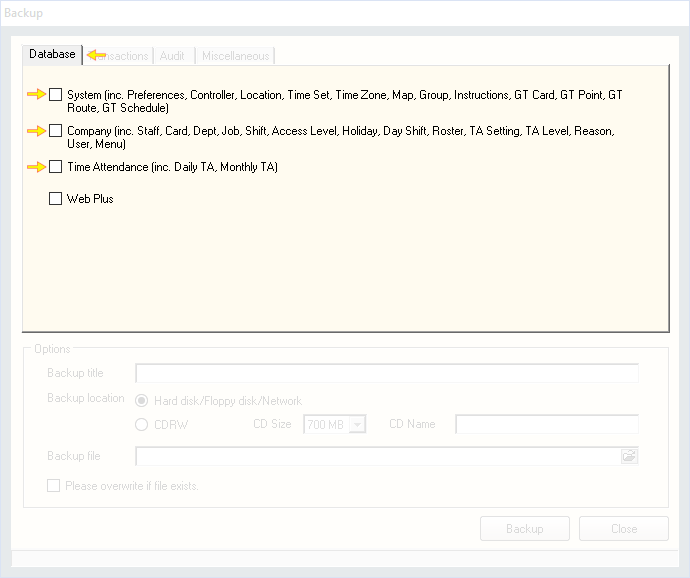 Backup
Database Transactions Audit Miscellaneous
System (inc. Preferences, Controller, Location, Time Set, Time Zone, Map, Group, Instructions, GT Card, GT Point, GT
Route, GT Schedule)
Company (inc. Staff, Card, Dept, Job, Shift, Access Level, Holiday, Day Shift, Roster, TA Setting, TA Level, Reason,
User, Menu)
Time Attendance (inc. Daily TA, Monthly TA)
Web Plus
Options
Backup title
Backup location Hard disk/Floppy disk/Network
CDRW CD Size 700 MB CD Name
Backup file
Please overwrite if file exists.
Backup Close